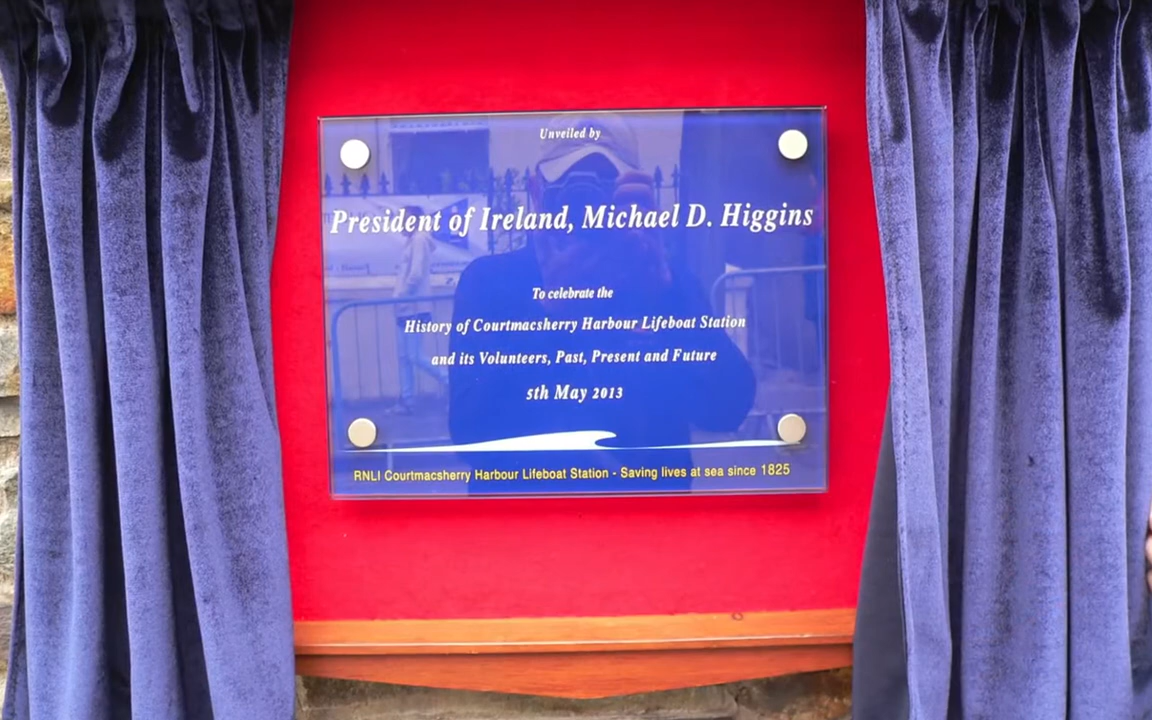 Unveiled by
President of Ireland, Michael D. Higgins
To celebrate the
History of Courtmacsherry Harbour Lifeboat Station
and its Volunteers, Past, Present and Future
5th May 2013
RNLI Courtmacsherry Harbour Lifeboat Station - Saving lives at sea since 1825